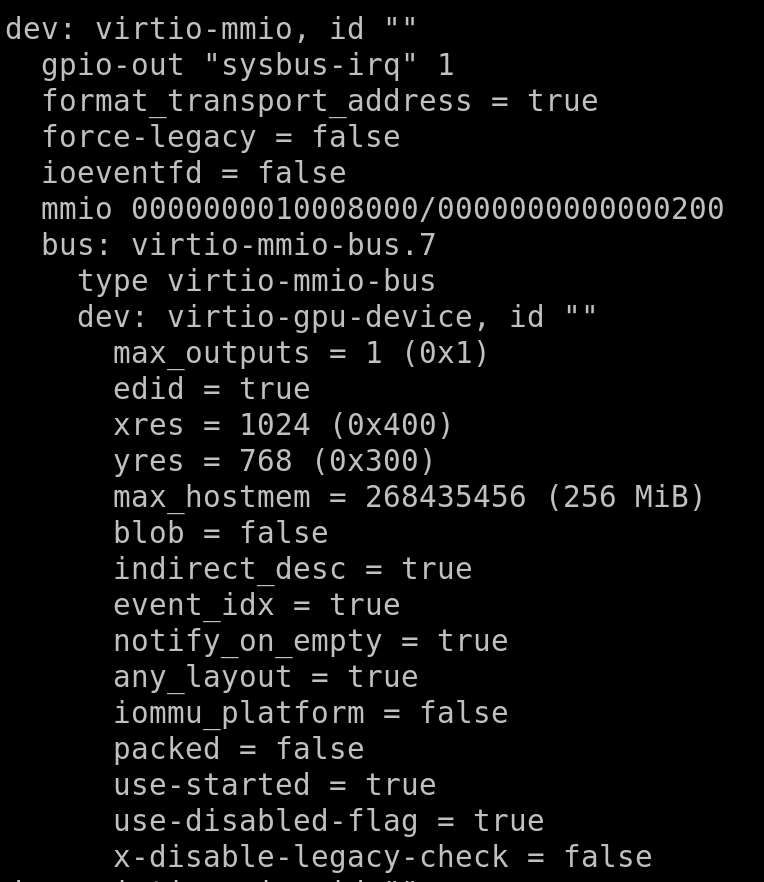 dev: virtio-mmio, id ""
  gpio-out "sysbus-irq" 1
  format_transport_address = true
  force-legacy = false
  ioeventfd = false
  mmio 0000000010008000/0000000000000200
  bus: virtio-mmio-bus.7
    type virtio-mmio-bus
    dev: virtio-gpu-device, id ""
      max_outputs = 1 (0x1)
      edid = true
      xres = 1024 (0x400)
      yres = 768 (0x300)
      max_hostmem = 268435456 (256 MiB)
      blob = false
      indirect_desc = true
      event_idx = true
      notify_on_empty = true
      any_layout = true
      iommu_platform = false
      packed = false
      use-started = true
      use-disabled-flag = true
      x-disable-legacy-check = false